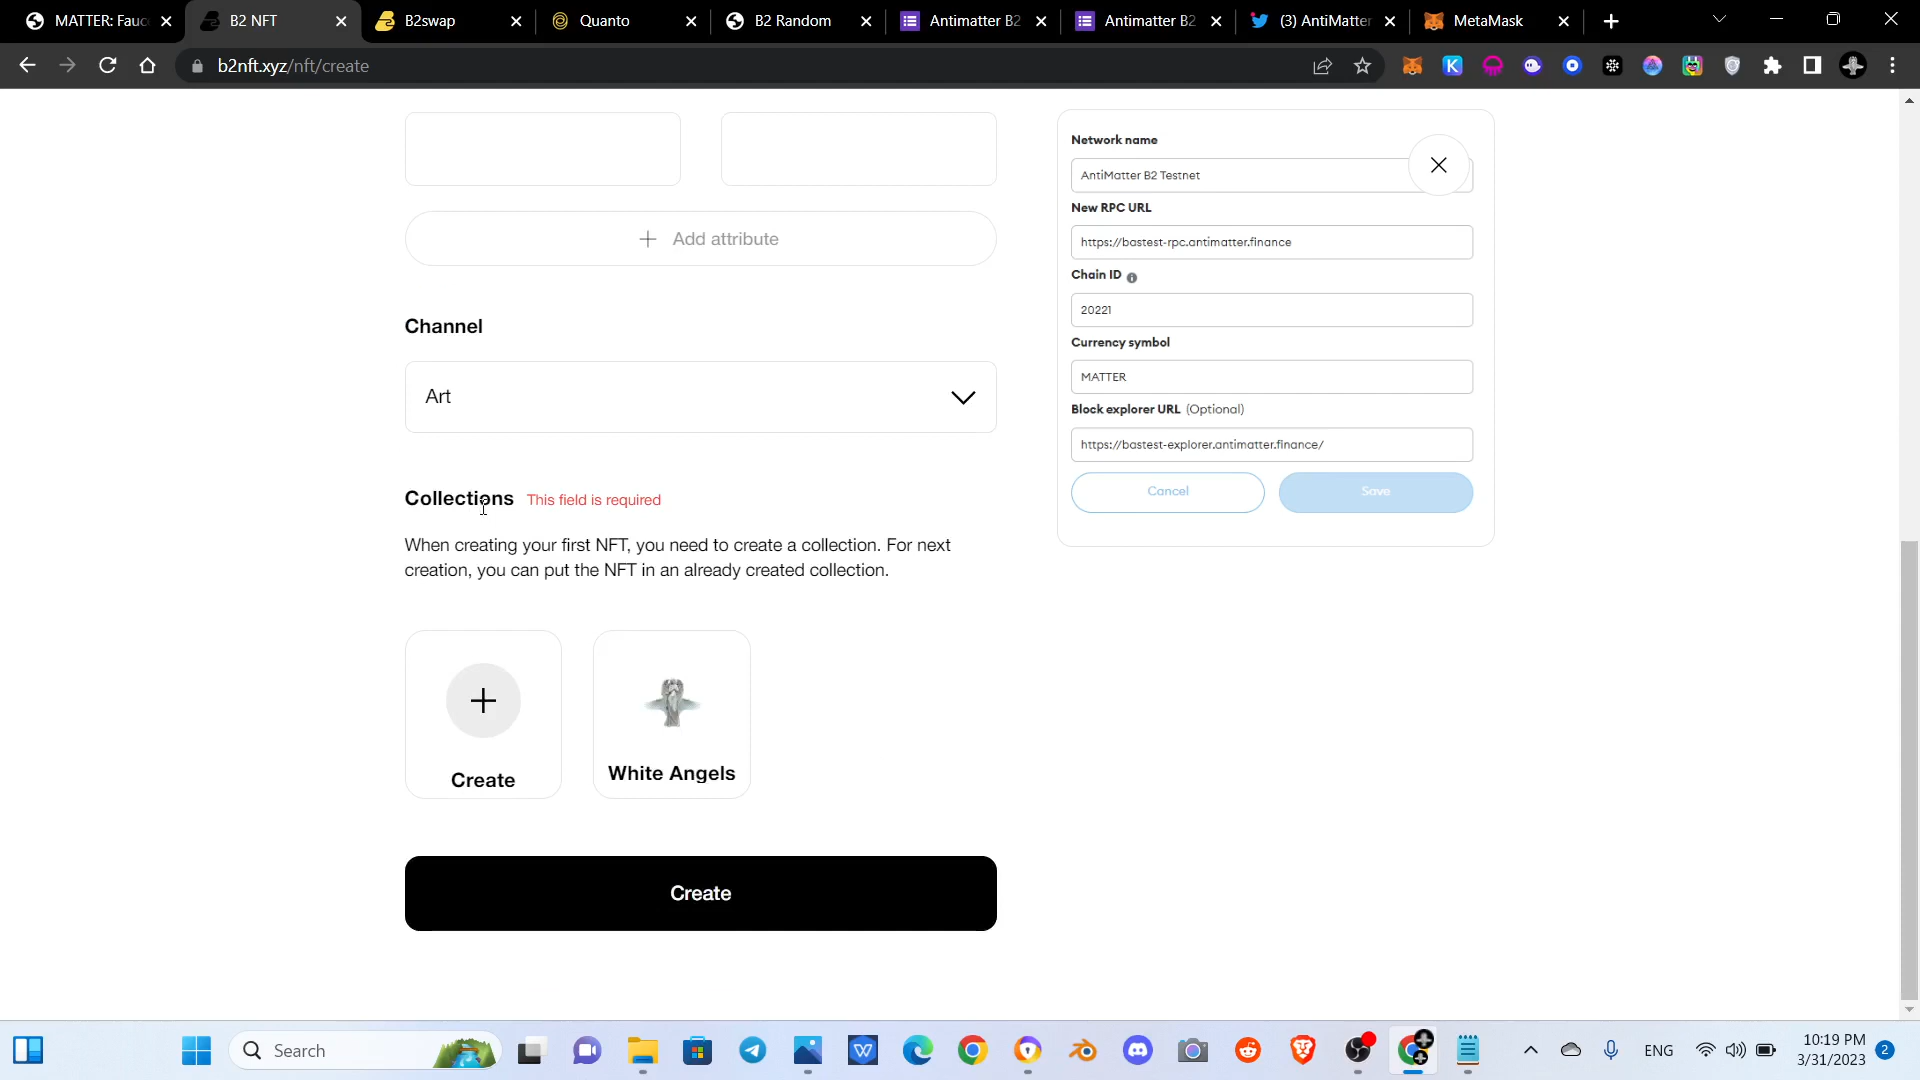 MATTER: Fauc
B2 NFT
B2swap
Quanto
B2 Random
Antimatter B2
Antimatter B2
(3) AntiMatter
MetaMask
b2nft.xyz/nft/create
Add attribute
Channel
Art
Collections This field is required
When creating your first NFT, you need to create a collection. For next
creation, you can put the NFT in an already created collection.
Create
White Angels
Create
Network name
AntiMatter B2 Testnet
New RPC URL
https://bastest-rpc.antimatter.finance
Chain ID
20221
Currency symbol
MATTER
Block explorer URL (Optional)
https://bastest-explorer.antimatter.finance/
Cancel
Save
Search
ENG
10:19 PM
3/31/2023
2